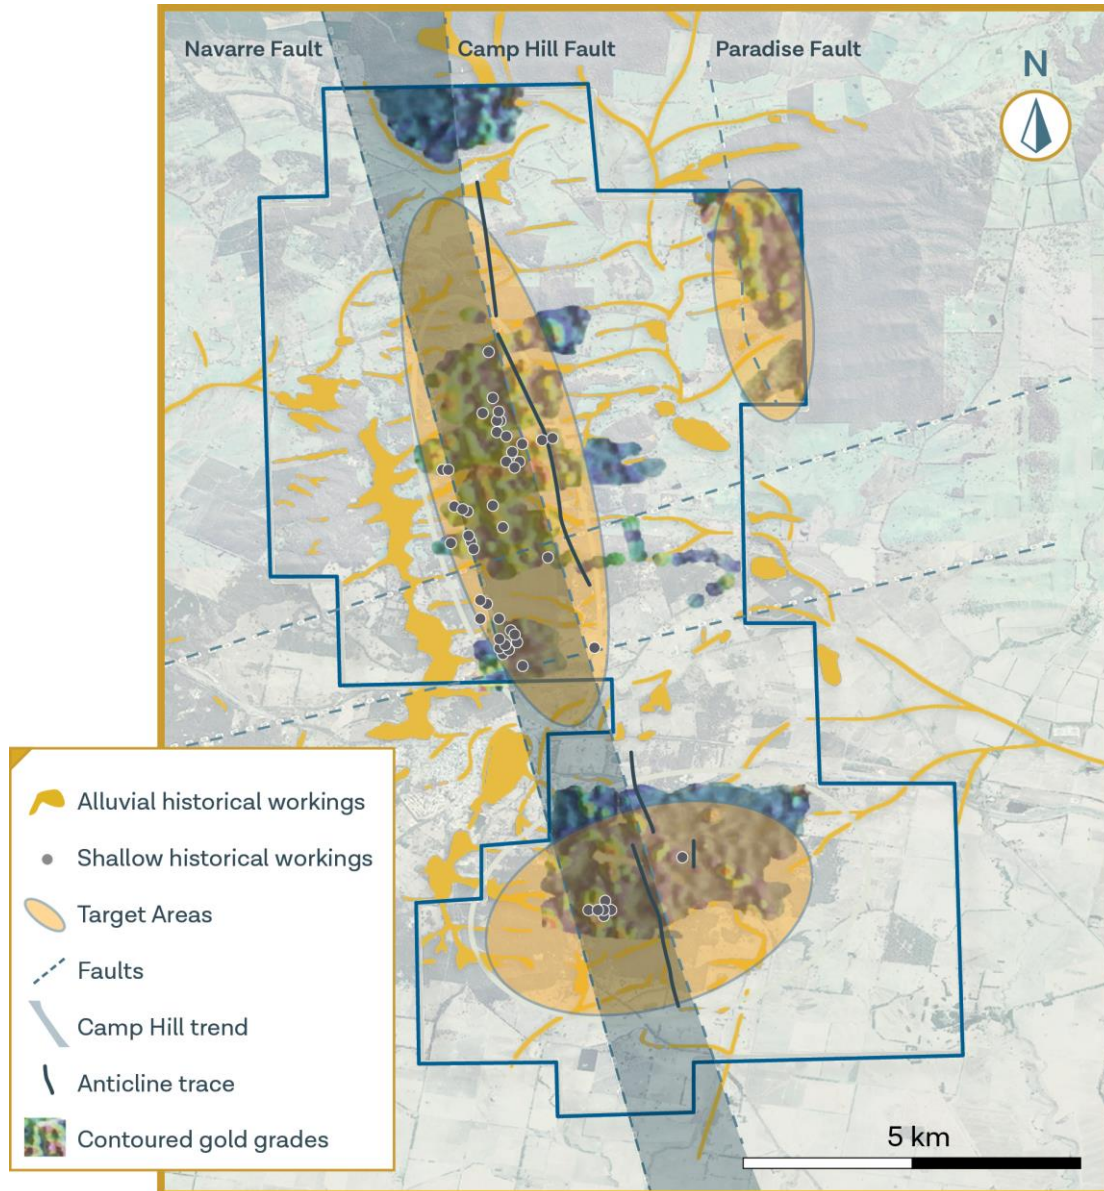 Navarre Fault
Camp Hill Fault
Paradise Fault
N
Alluvial historical workings
Shallow historical workings
Target Areas
Faults
Camp Hill trend
Anticline trace
Contoured gold grades
5 km